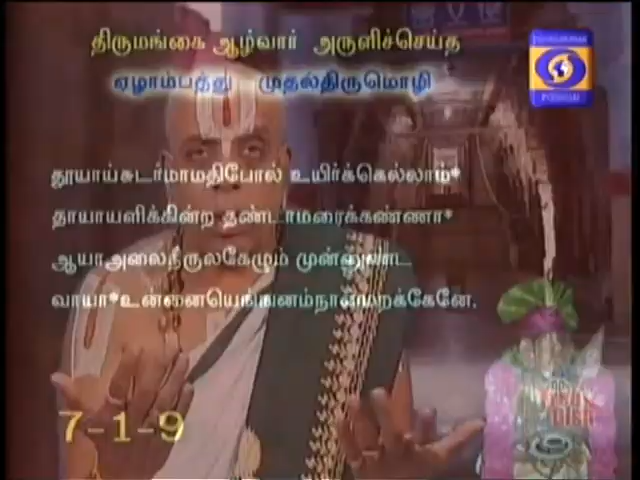 திருமங்கை ஆழ்வார் அருளிச்செய்த
ஏழாம்பத்து முதல்திருமொழி
தூயாய்சுடர்மாமதிபோல் உயிர்க்கெல்லாம்*
தாயாயளிக்கின்ற தண்டாமரைக்கண்ணா*
ஆயாஅலைநீருலகேழும் முன்னுண்ட
வாயா*உன்னையெங்ஙனம்நான்மறக்கேனே.
7-1-9
PODHIGAI